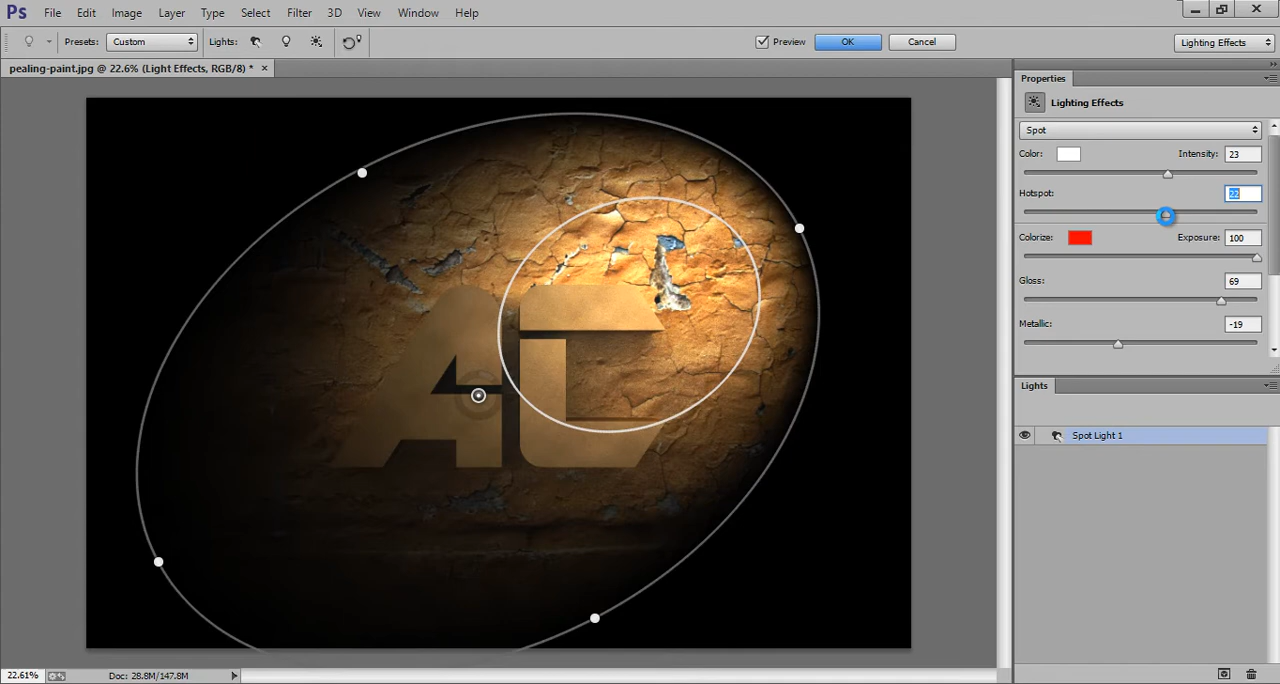 Ps File Edit Image Layer Type Select Filter 3D View Window Help
Presets: Custom Lights: Preview OK Cancel Lighting Effects
pealing-paint.jpg @ 22.6% (Light Effects, RGB/8) * ×
Properties
Lighting Effects
Spot
Color: Intensity: 23
Hotspot: 22
Colorize: Exposure: 100
Gloss: 69
Metallic: -19
Lights
Spot Light 1
AC
22.61% Doc: 28.8M/147.8M